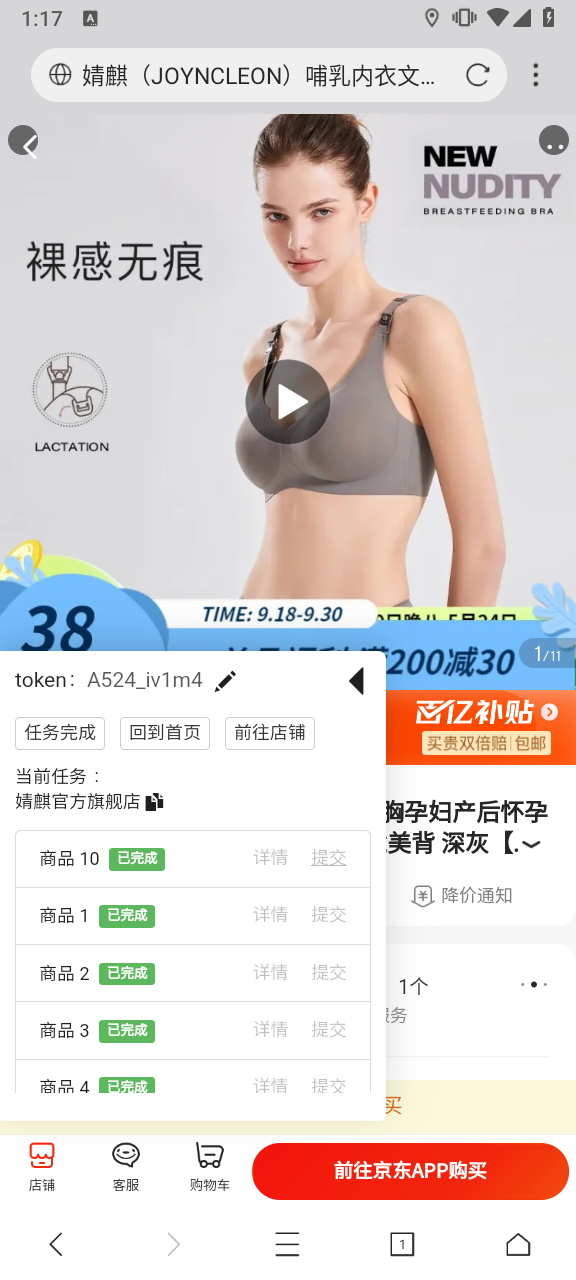 1:17
A
婧麒（JOYNCLEON）哺乳内衣文...
NEW
NUDITY
BREASTFEEDING BRA
裸感无痕
LACTATION
TIME: 9.18-9.30
38
200减30
1/11
百亿补贴
买贵双倍赔 包邮
token： A524_iv1m4
任务完成 回到首页 前往店铺
当前任务：
婧麒官方旗舰店
胸孕妇产后怀孕
美背 深灰【.
降价通知
商品 10 已完成 详情 提交
商品 1 已完成 详情 提交
商品 2 已完成 详情 提交
商品 3 已完成 详情 提交
商品 4 已完成 详情 提交
1个
服务
买
店铺
客服
购物车
前往京东APP购买
1